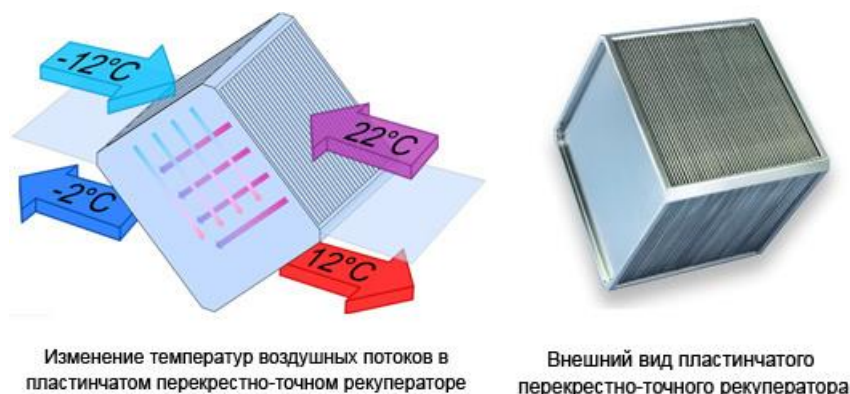 -12°C
22°C
-2°C
12°C
Изменение температур воздушных потоков в
пластинчатом перекрестно-точном рекуператоре
Внешний вид пластинчатого
перекрестно-точного рекуператора